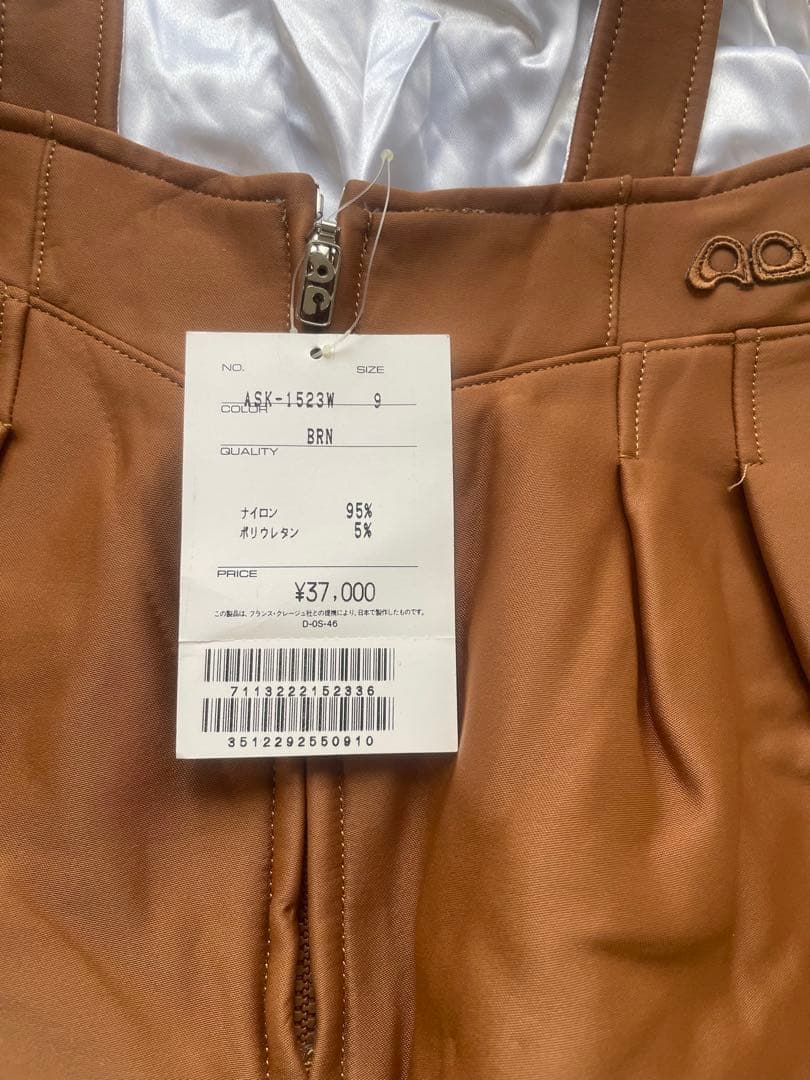 NO.
SIZE
ASK-1523W 9
COLOR
BRN
QUALITY
ナイロン 95%
ポリウレタン 5%
PRICE
¥37,000
この製品は、フランス・クレージュ社との提携により、日本で製作したものです。
D-0S-46
7113222152336
3512292550910